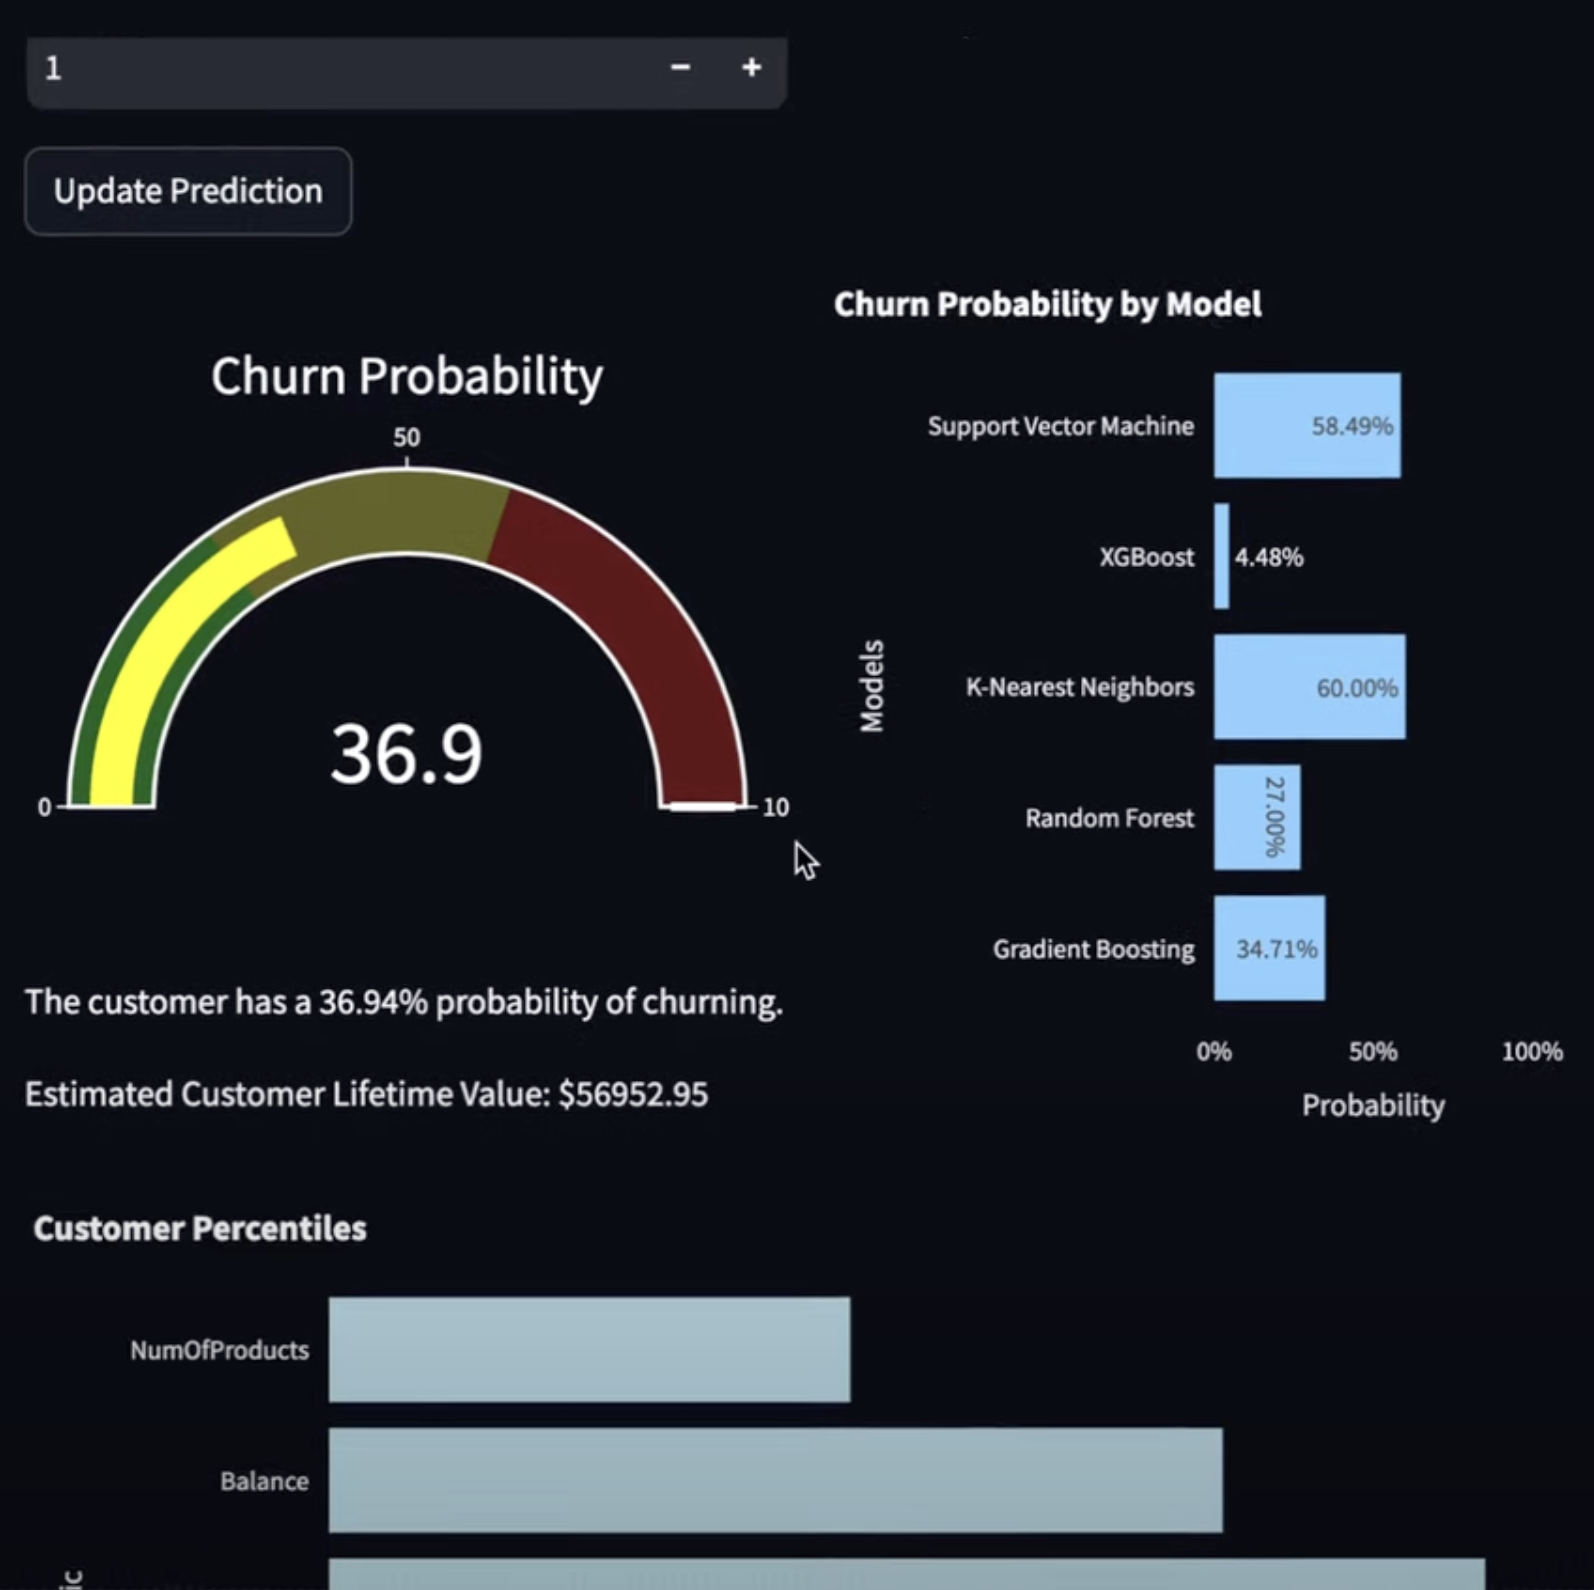 1
− +
Update Prediction
Churn Probability
50
0
10
36.9
The customer has a 36.94% probability of churning.
Estimated Customer Lifetime Value: $56952.95
Churn Probability by Model
Models
Support Vector Machine
58.49%
XGBoost
4.48%
K-Nearest Neighbors
60.00%
Random Forest
27.00%
Gradient Boosting
34.71%
0% 50% 100%
Probability
Customer Percentiles
NumOfProducts
Balance
ic